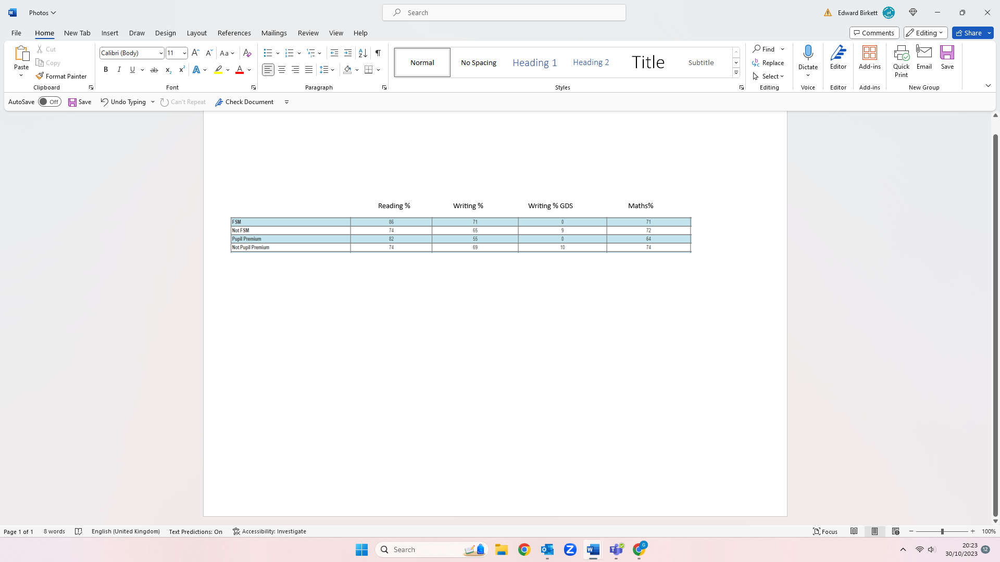 Photos
Search
Edward Birkett
File Home New Tab Insert Draw Design Layout References Mailings Review View Help
Comments Editing Share
Paste
Cut
Copy
Format Painter
Clipboard
Calibri (Body) 11
Font
Paragraph
Normal No Spacing Heading 1 Heading 2 Title Subtitle
Styles
Find
Replace
Select
Editing
Dictate
Voice
Editor
Editor
Add-ins
Add-ins
Quick Print Email Save
New Group
AutoSave Off Save Undo Typing Can't Repeat Check Document
Reading % Writing % Writing % GDS Maths%
FSM 86 71 0 71
Not FSM 74 65 9 72
Pupil Premium 82 55 0 64
Not Pupil Premium 74 69 10 74
Page 1 of 1 8 words English (United Kingdom) Text Predictions: On Accessibility: Investigate Focus 100%
Search
20:23
30/10/2023
12